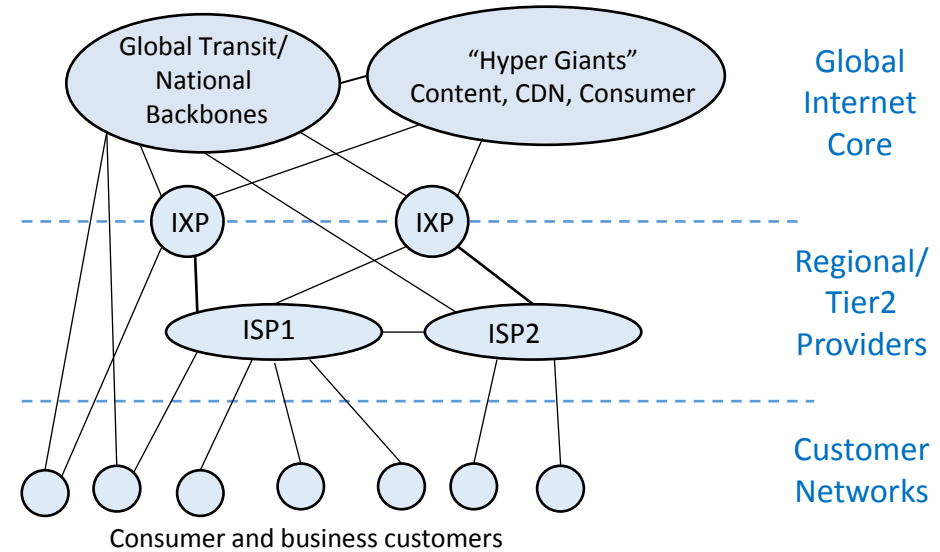 Global Transit/
National
Backbones
“Hyper Giants”
Content, CDN, Consumer
Global
Internet
Core
IXP
IXP
Regional/
Tier2
Providers
ISP1
ISP2
Customer
Networks
Consumer and business customers